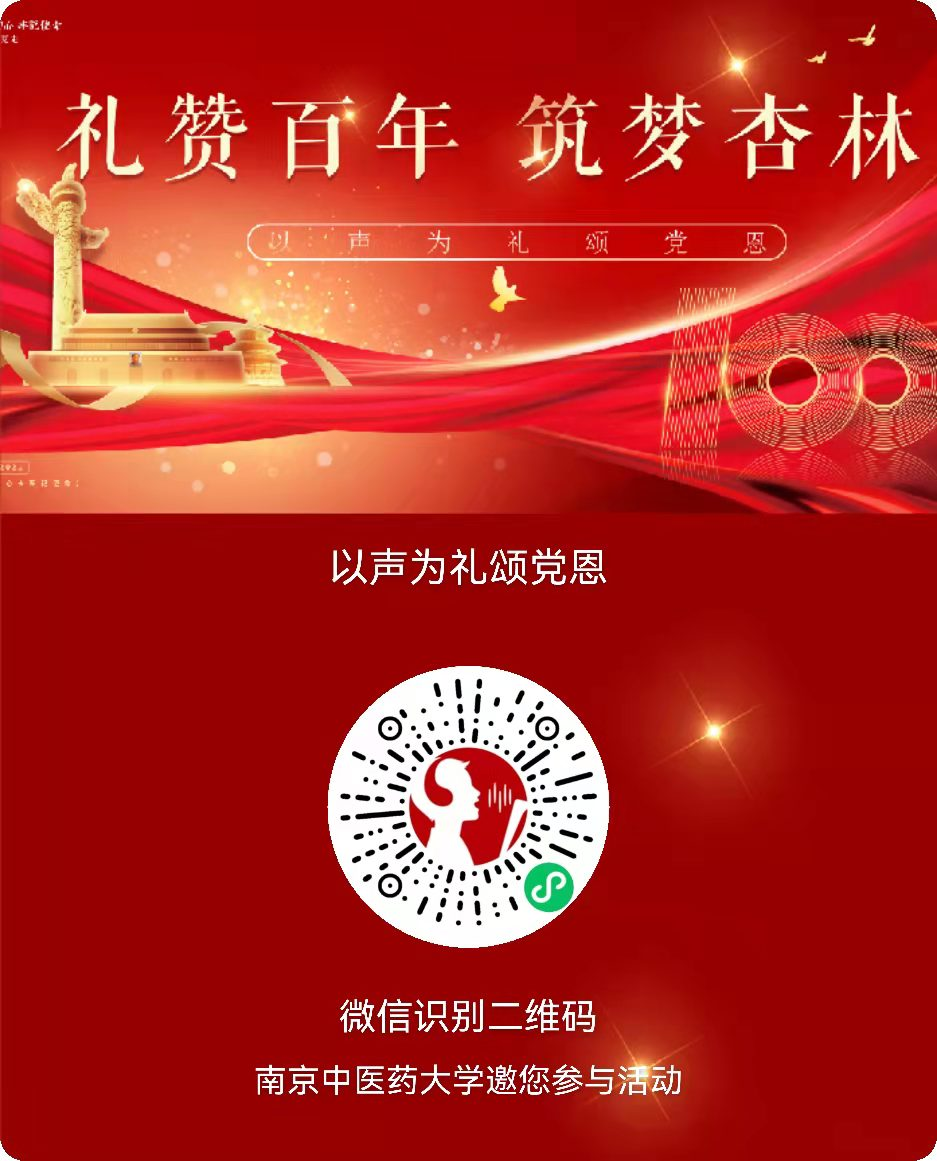 礼赞百年 筑梦杏林
以声为礼颂党恩
100
以声为礼颂党恩
微信识别二维码
南京中医药大学邀您参与活动